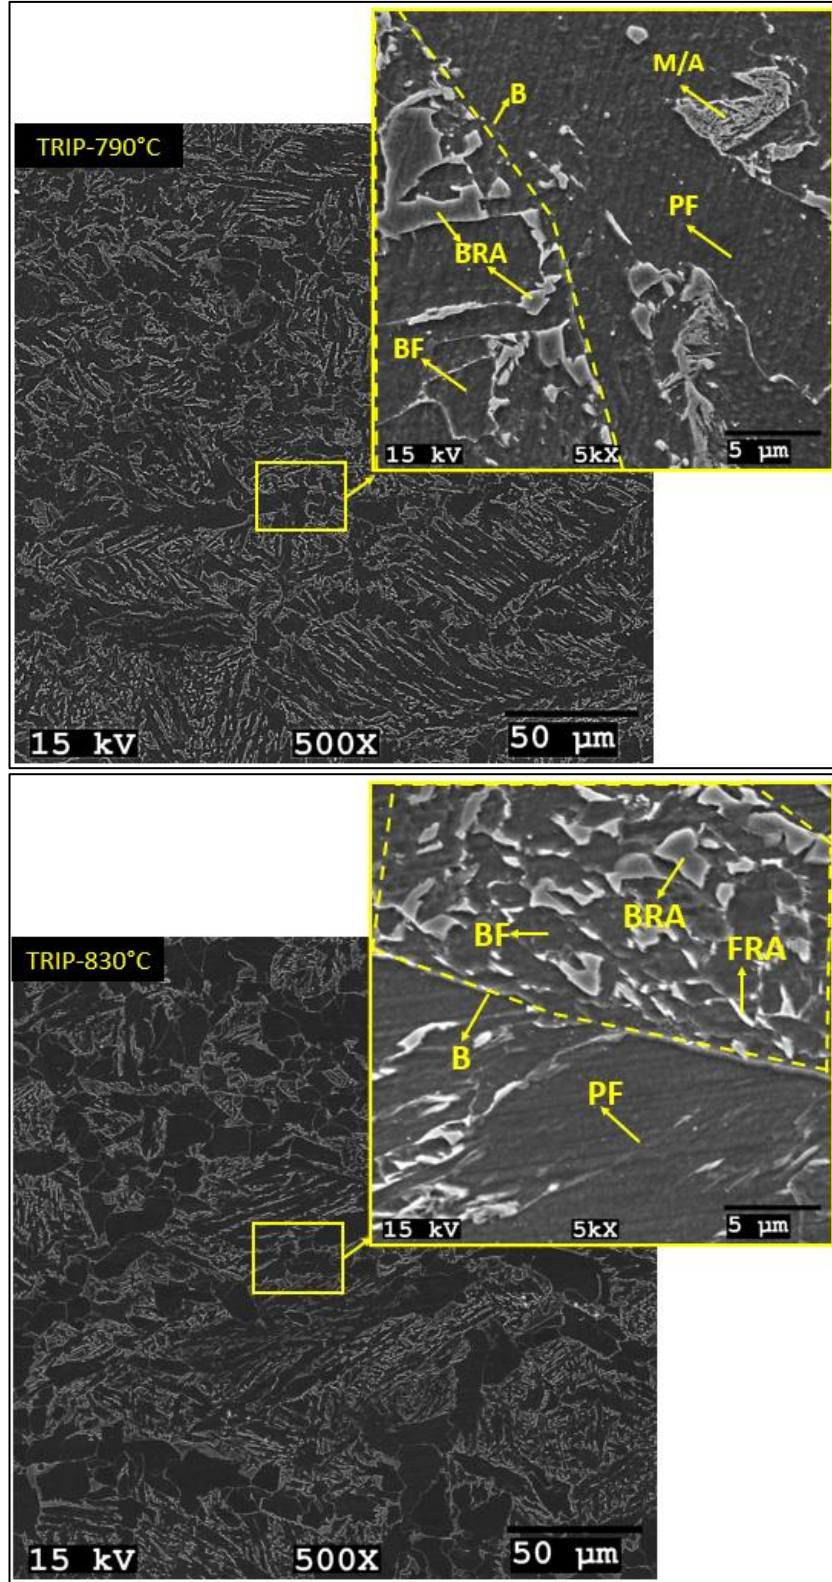 TRIP-790°C
B
M/A
PF
BRA
BF
15 kV 5kX 5 µm
15 kV 500X 50 µm
TRIP-830°C
BRA
BF
FRA
B
PF
15 kV 5kX 5 µm
15 kV 500X 50 µm